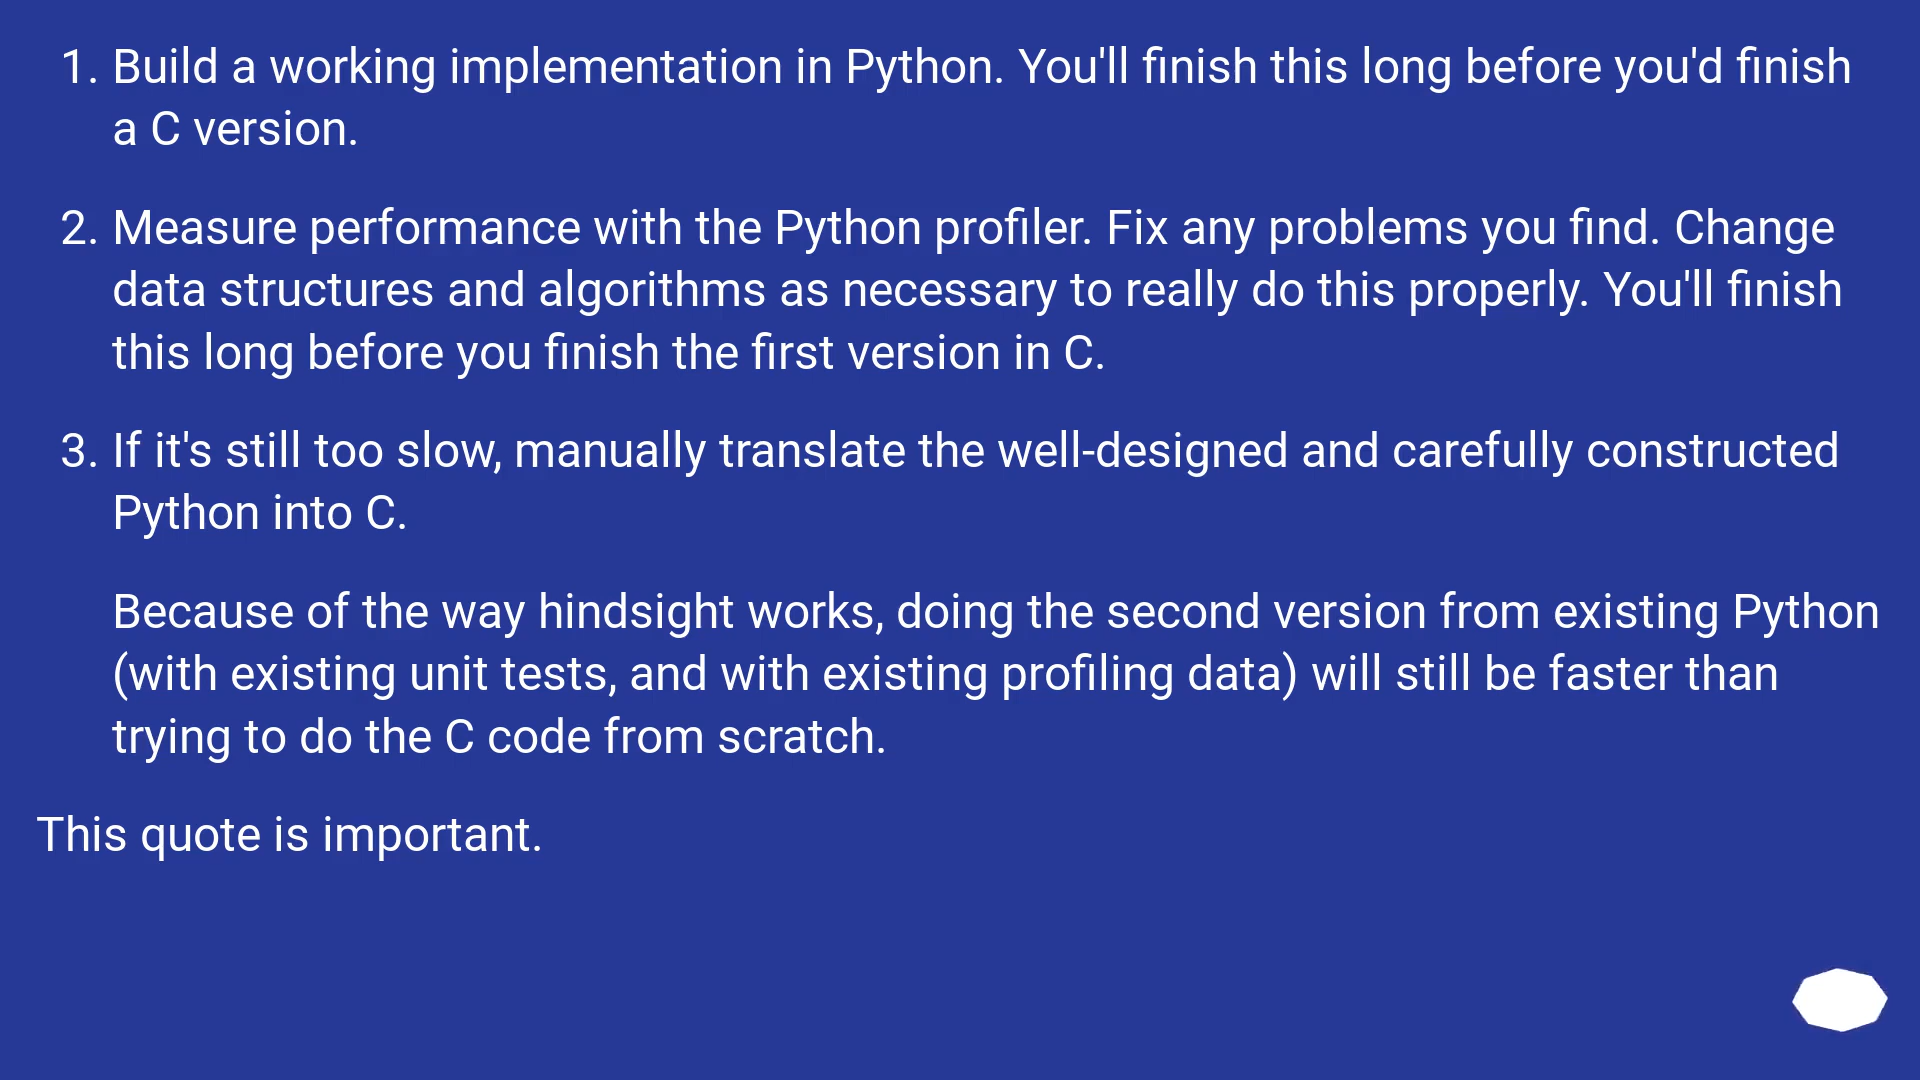 1. Build a working implementation in Python. You'll finish this long before you'd finish
a C version.
2. Measure performance with the Python profiler. Fix any problems you find. Change
data structures and algorithms as necessary to really do this properly. You'll finish
this long before you finish the first version in C.
3. If it's still too slow, manually translate the well-designed and carefully constructed
Python into C.
Because of the way hindsight works, doing the second version from existing Python
(with existing unit tests, and with existing profiling data) will still be faster than
trying to do the C code from scratch.
This quote is important.